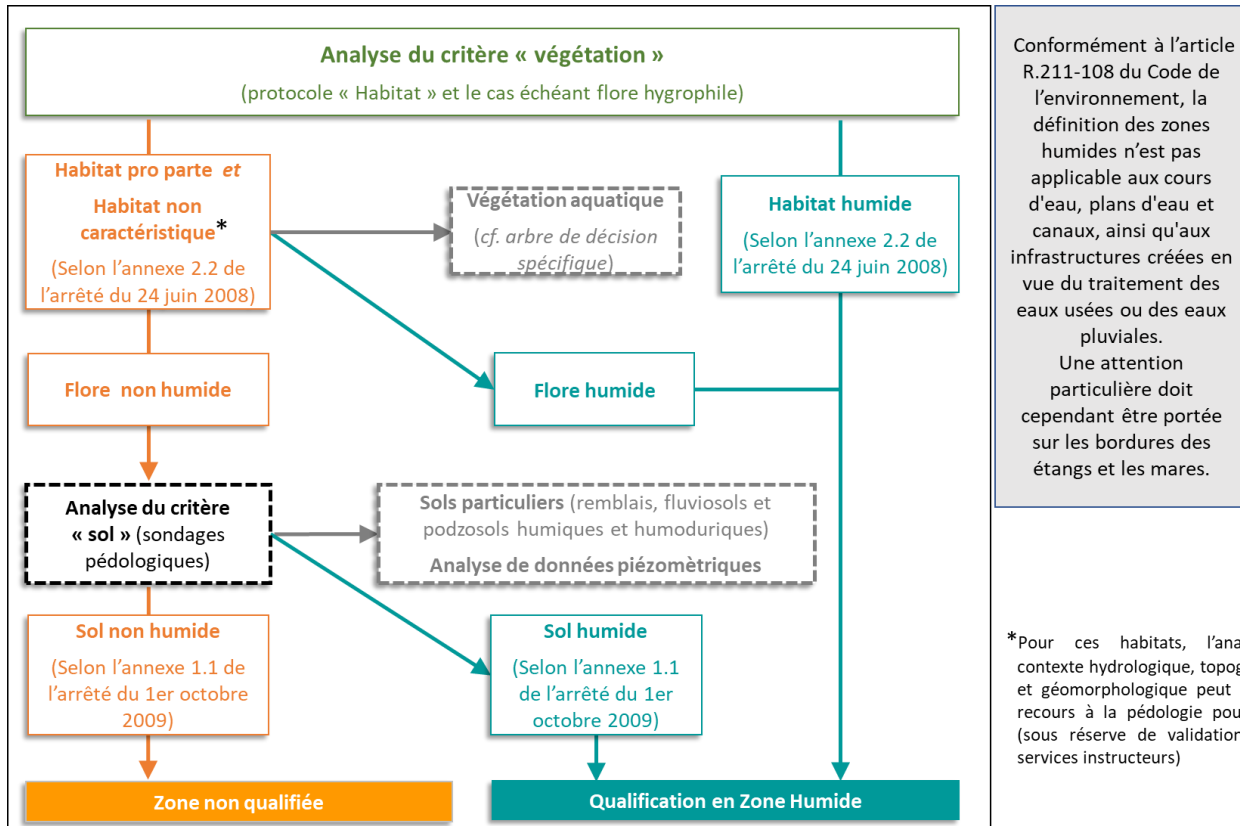 Analyse du critère « végétation »
(protocole « Habitat » et le cas échéant flore hygrophile)
Habitat pro parte et
Habitat non
caractéristique*
(Selon l’annexe 2.2 de
l’arrêté du 24 juin 2008)
Végétation aquatique
(cf. arbre de décision
spécifique)
Habitat humide
(Selon l’annexe 2.2 de
l’arrêté du 24 juin 2008)
Flore non humide
Flore humide
Analyse du critère
« sol » (sondages
pédologiques)
Sols particuliers (remblais, fluviosols et
podzosols humiques et humoduriques)
Analyse de données piézomètriques
Sol non humide
(Selon l’annexe 1.1 de
l’arrêté du 1er octobre
2009)
Sol humide
(Selon l’annexe 1.1
de l’arrêté du 1er
octobre 2009)
Zone non qualifiée
Qualification en Zone Humide
Conformément à l’article
R.211-108 du Code de
l’environnement, la
définition des zones
humides n’est pas
applicable aux cours
d'eau, plans d'eau et
canaux, ainsi qu'aux
infrastructures créées en
vue du traitement des
eaux usées ou des eaux
pluviales.
Une attention
particulière doit
cependant être portée
sur les bordures des
étangs et les mares.
*Pour ces habitats, l’ana
contexte hydrologique, topog
et géomorphologique peut
recours à la pédologie pou
(sous réserve de validation
services instructeurs)